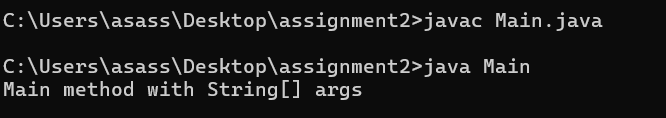 C:\Users\asass\Desktop\assignment2>javac Main.java
C:\Users\asass\Desktop\assignment2>java Main
Main method with String[] args